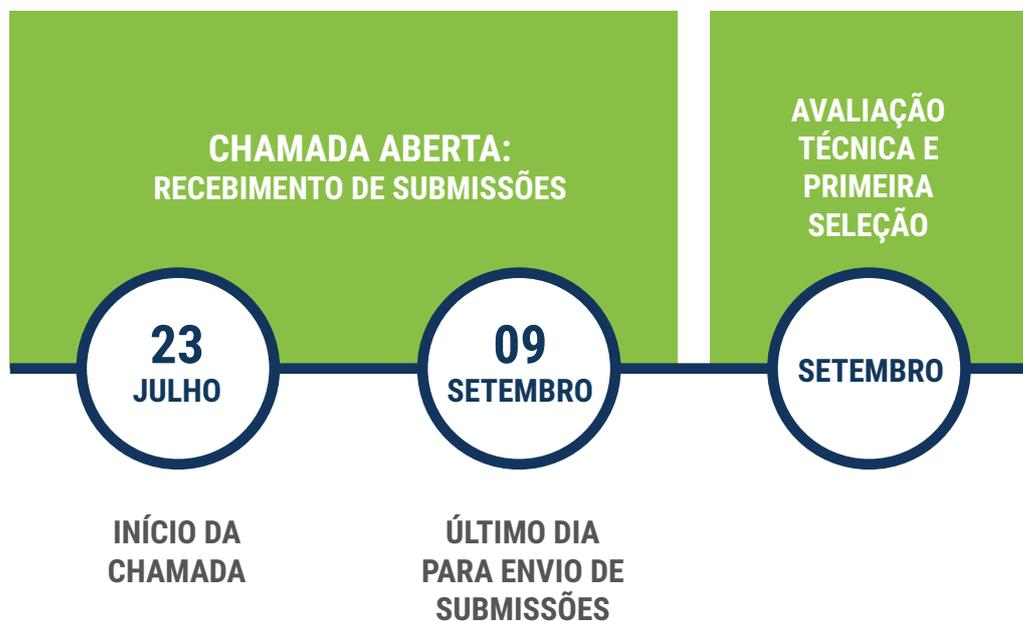 CHAMADA ABERTA:
RECEBIMENTO DE SUBMISSÕES
AVALIAÇÃO
TÉCNICA E
PRIMEIRA
SELEÇÃO
23
JULHO
09
SETEMBRO
SETEMBRO
INÍCIO DA
CHAMADA
ÚLTIMO DIA
PARA ENVIO DE
SUBMISSÕES